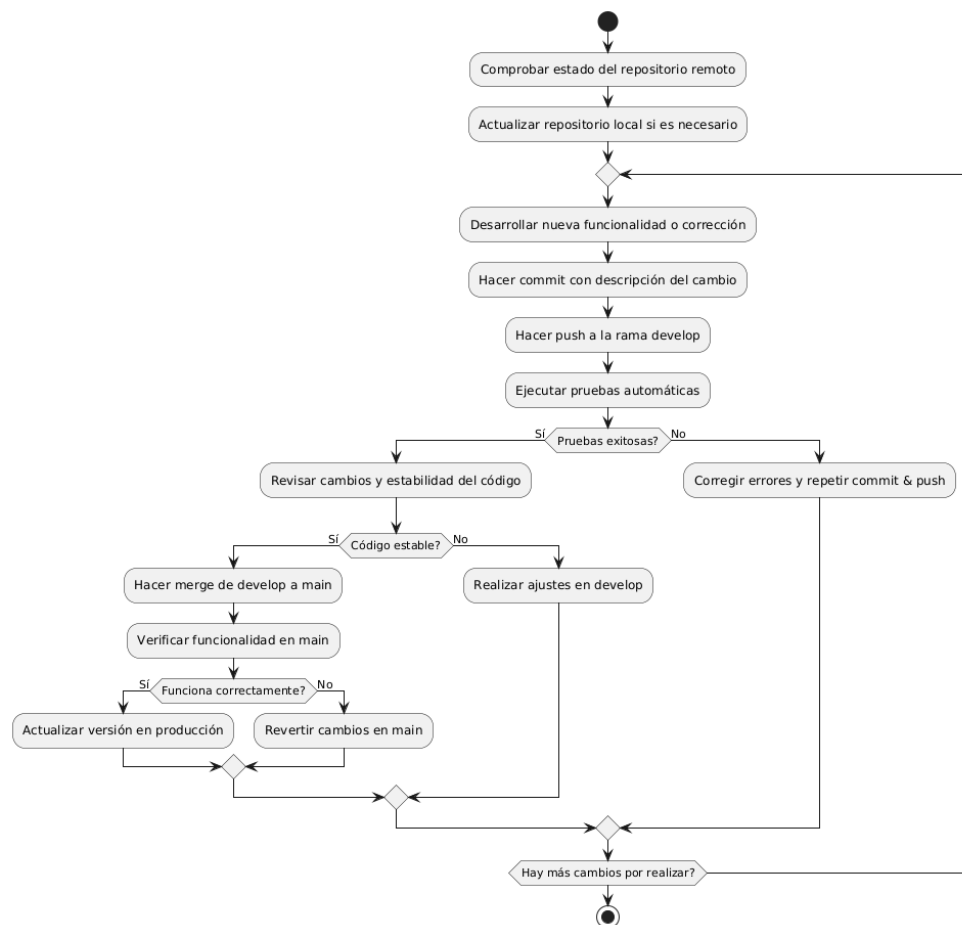 Comprobar estado del repositorio remoto
Actualizar repositorio local si es necesario
Desarrollar nueva funcionalidad o corrección
Hacer commit con descripción del cambio
Hacer push a la rama develop
Ejecutar pruebas automáticas
Sí
Pruebas exitosas?
No
Revisar cambios y estabilidad del código
Corregir errores y repetir commit & push
Sí
Código estable?
No
Hacer merge de develop a main
Realizar ajustes en develop
Verificar funcionalidad en main
Sí
Funciona correctamente?
No
Actualizar versión en producción
Revertir cambios en main
Hay más cambios por realizar?